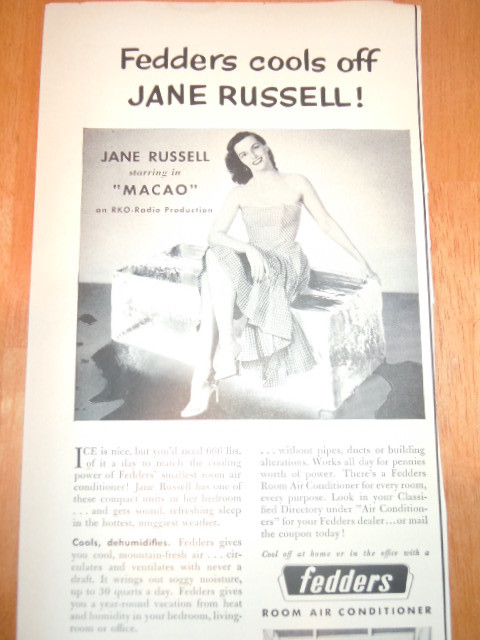 Fedders cools off
JANE RUSSELL!
JANE RUSSELL
starring in
"MACAO"
an RKO-Radio Production
ICE is nice, but you'd need 666 lbs.
of it a day to match the cooling
power of Fedders' smallest room air
conditioner! Jane Russell has one of
these compact units in her bedroom
. . . and gets sound, refreshing sleep
in the hottest, muggiest weather.
Cools, dehumidifies. Fedders gives
you cool, mountain-fresh air . . . cir-
culates and ventilates with never a
draft. It wrings out soggy moisture,
up to 30 quarts a day. Fedders gives
you a year-round vacation from heat
and humidity in your bedroom, living-
room or office.
. . . without pipes, ducts or building
alterations. Works all day for pennies
worth of power. There's a Fedders
Room Air Conditioner for every room,
every purpose. Look in your Classi-
fied Directory under "Air Condition-
ers" for your Fedders dealer...or mail
the coupon today!
Cool off at home or in the office with a
fedders
ROOM AIR CONDITIONER